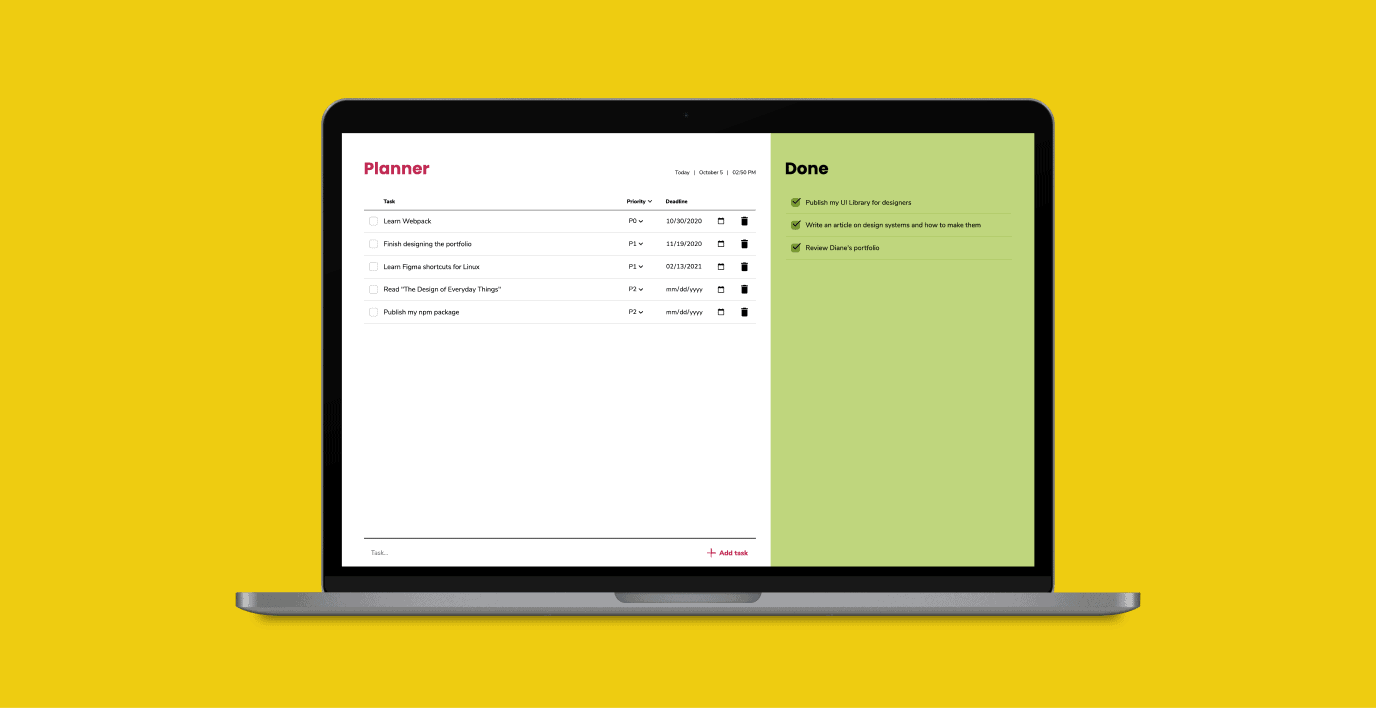 Planner
Today | October 5 | 02:50 PM
Task Priority Deadline
Learn Webpack P0 10/30/2020
Finish designing the portfolio P1 11/19/2020
Learn Figma shortcuts for Linux P1 02/13/2021
Read "The Design of Everyday Things" P2 mm/dd/yyyy
Publish my npm package P2 mm/dd/yyyy
Task...
Add task
Done
Publish my UI Library for designers
Write an article on design systems and how to make them
Review Diane's portfolio